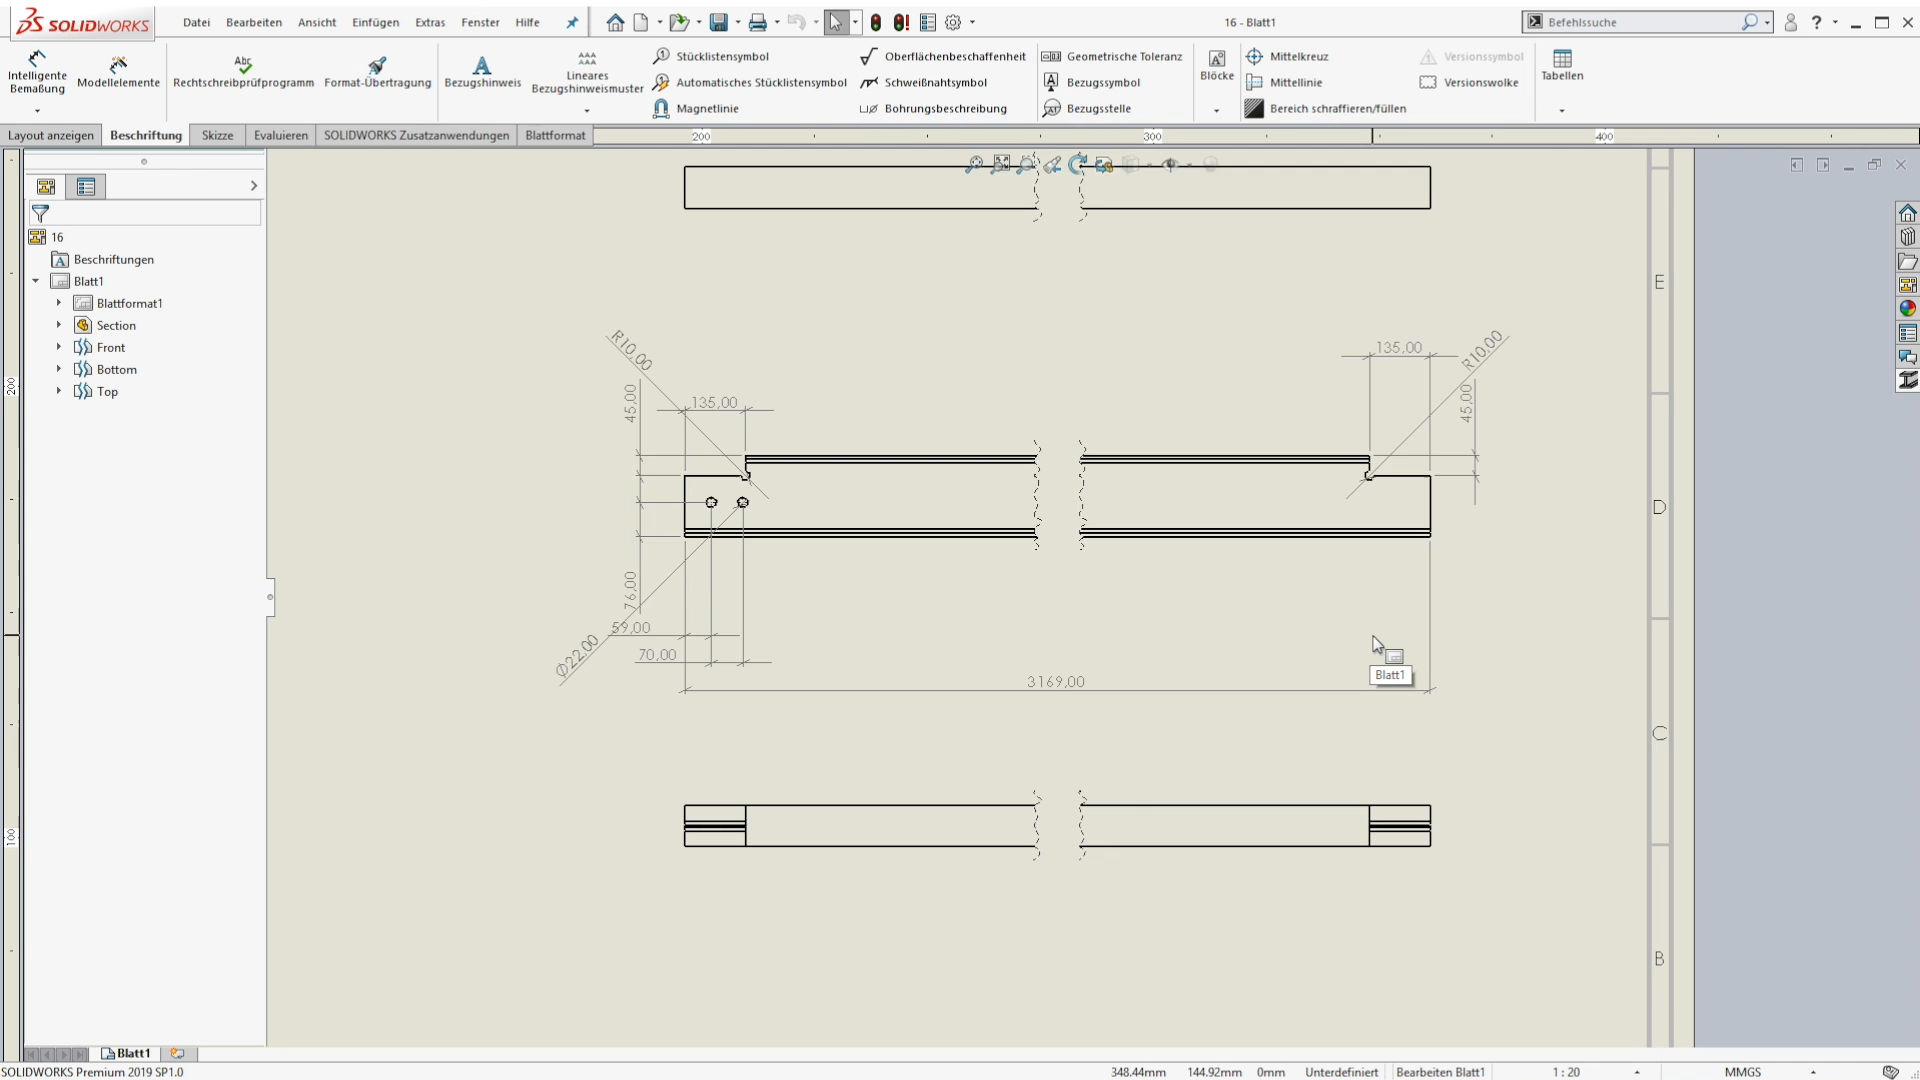 SOLIDWORKS
Datei Bearbeiten Ansicht Einfügen Extras Fenster Hilfe
16 - Blatt1
Befehlssuche
?
Intelligente Bemaßung
Modellelemente
Abc
Rechtschreibprüfprogramm
Format-Übertragung
Bezugshinweis
Lineares Bezugshinweismuster
Stücklistensymbol
Automatisches Stücklistensymbol
Magnetlinie
Oberflächenbeschaffenheit
Schweißnahtsymbol
Bohrungsbeschreibung
Geometrische Toleranz
Bezugssymbol
Bezugsstelle
Blöcke
Mittelkreuz
Mittellinie
Bereich schraffieren/füllen
Versionssymbol
Versionswolke
Tabellen
Layout anzeigen Beschriftung Skizze Evaluieren SOLIDWORKS Zusatzanwendungen Blattformat
200 300 400
16
Beschriftungen
Blatt1
Blattformat1
Section
Front
Bottom
Top
200
100
E
D
C
B
R10,00
135,00
45,00
135,00
R10,00
45,00
76,00
59,00
Ø22,00
70,00
3169,00
Blatt1
Blatt1
SOLIDWORKS Premium 2019 SP1.0
348.44mm 144.92mm 0mm Unterdefiniert Bearbeiten Blatt1 1 : 20 MMGS